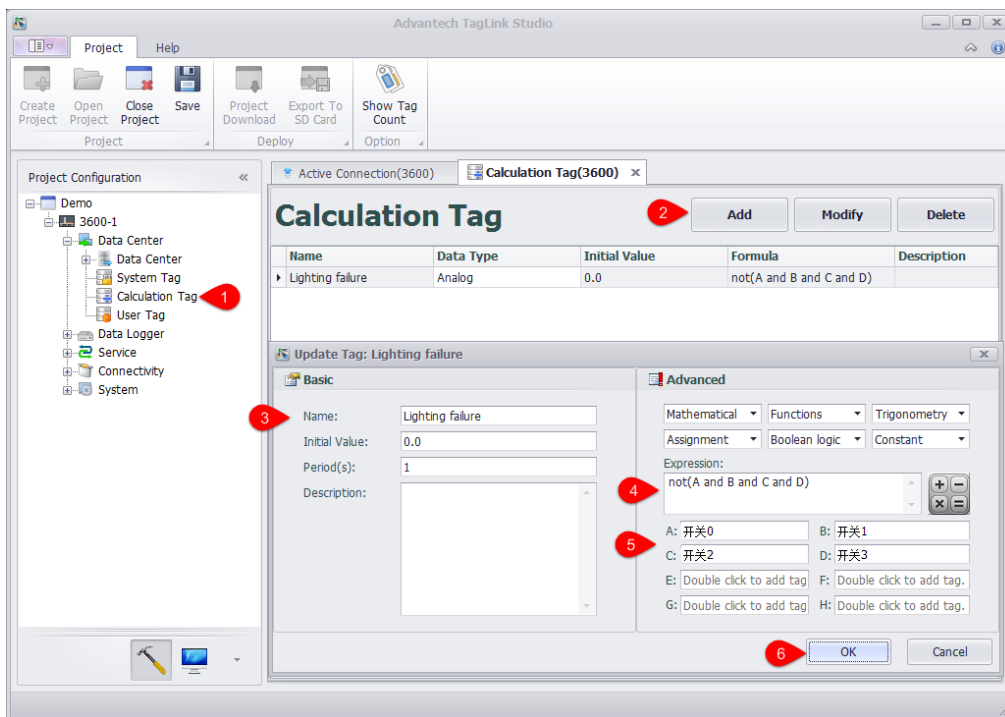 Advantech TagLink Studio
Project Help
Create Project
Open Project
Close Project
Save
Project Download
Export To SD Card
Show Tag Count
Project Deploy Option
Project Configuration «
Active Connection(3600) Calculation Tag(3600) x
Demo
3600-1
Data Center
Data Center
System Tag
Calculation Tag 1
User Tag
Data Logger
Service
Connectivity
System
Calculation Tag 2 Add Modify Delete
Name Data Type Initial Value Formula Description
Lighting failure Analog 0.0 not(A and B and C and D)
Update Tag: Lighting failure
Basic
3 Name: Lighting failure
Initial Value: 0.0
Period(s): 1
Description:
Advanced
Mathematical Functions Trigonometry
Assignment Boolean logic Constant
Expression:
4 not(A and B and C and D)
5 A: 开关0 B: 开关1
C: 开关2 D: 开关3
E: Double click to add tag F: Double click to add tag.
G: Double click to add tag H: Double click to add tag.
6 OK Cancel